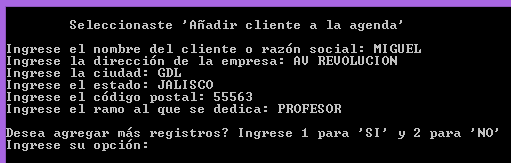 Seleccionaste 'Añadir cliente a la agenda'
Ingrese el nombre del cliente o razón social: MIGUEL
Ingrese la dirección de la empresa: AV REVOLUCION
Ingrese la ciudad: GDL
Ingrese el estado: JALISCO
Ingrese el código postal: 55563
Ingrese el ramo al que se dedica: PROFESOR
Desea agregar más registros? Ingrese 1 para 'SI' y 2 para 'NO'
Ingrese su opción: